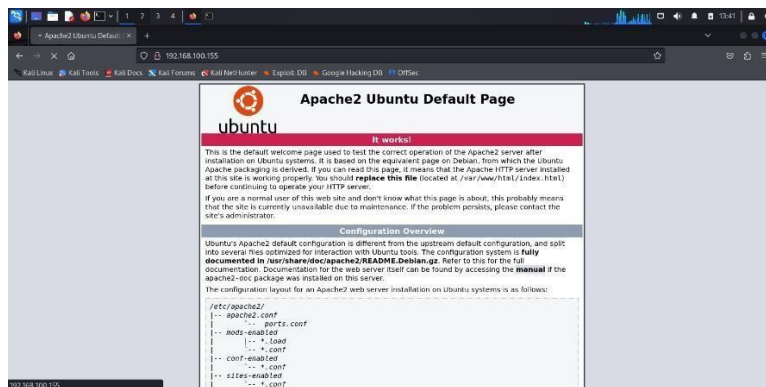 1 2 3 4
13:41
Apache2 Ubuntu Default
192.168.100.155
Kali Linux Kali Tools Kali Docs Kali Forums Kali NetHunter Exploit-DB Google Hacking DB OffSec
ubuntu
Apache2 Ubuntu Default Page
It works!
This is the default welcome page used to test the correct operation of the Apache2 server after
installation on Ubuntu systems. It is based on the equivalent page on Debian, from which the Ubuntu
Apache packaging is derived. If you can read this page, it means that the Apache HTTP server installed
at this site is working properly. You should replace this file (located at /var/www/html/index.html)
before continuing to operate your HTTP server.
If you are a normal user of this web site and don't know what this page is about, this probably means
that the site is currently unavailable due to maintenance. If the problem persists, please contact the
site's administrator.
Configuration Overview
Ubuntu's Apache2 default configuration is different from the upstream default configuration, and split
into several files optimized for interaction with Ubuntu tools. The configuration system is fully
documented in /usr/share/doc/apache2/README.Debian.gz. Refer to this for the full
documentation. Documentation for the web server itself can be found by accessing the manual if the
apache2-doc package was installed on this server.
The configuration layout for an Apache2 web server installation on Ubuntu systems is as follows:
/etc/apache2/
|-- apache2.conf
|       `-- ports.conf
|-- mods-enabled
|       |-- *.load
|       `-- *.conf
|-- conf-enabled
|       `-- *.conf
|-- sites-enabled
|       `-- *.conf
192.168.100.155